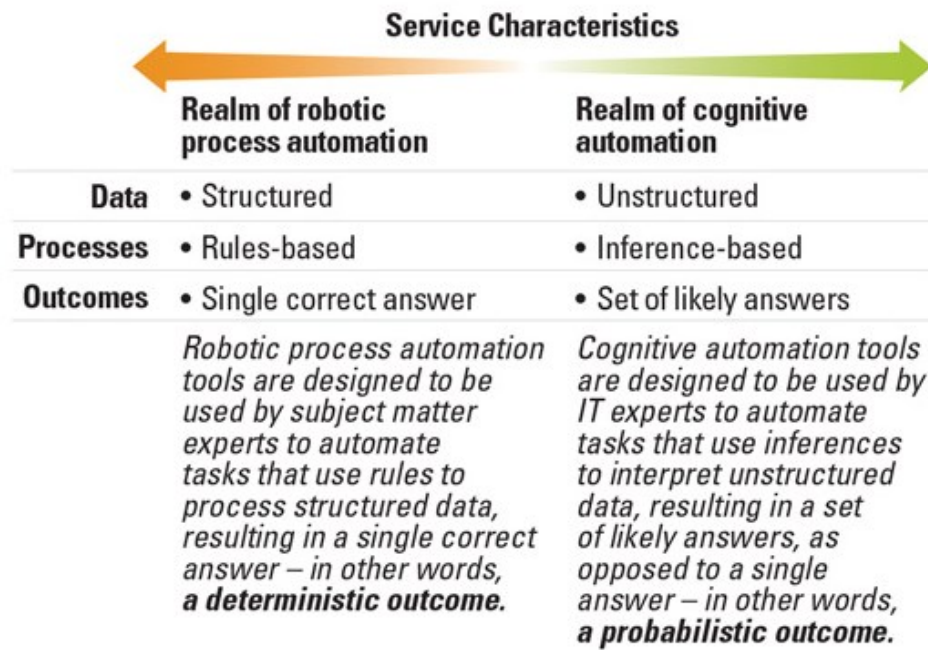 Service Characteristics
Realm of robotic
process automation
Realm of cognitive
automation
Data • Structured • Unstructured
Processes • Rules-based • Inference-based
Outcomes • Single correct answer • Set of likely answers
Robotic process automation
tools are designed to be
used by subject matter
experts to automate
tasks that use rules to
process structured data,
resulting in a single correct
answer – in other words,
a deterministic outcome.
Cognitive automation tools
are designed to be used by
IT experts to automate
tasks that use inferences
to interpret unstructured
data, resulting in a set
of likely answers, as
opposed to a single
answer – in other words,
a probabilistic outcome.